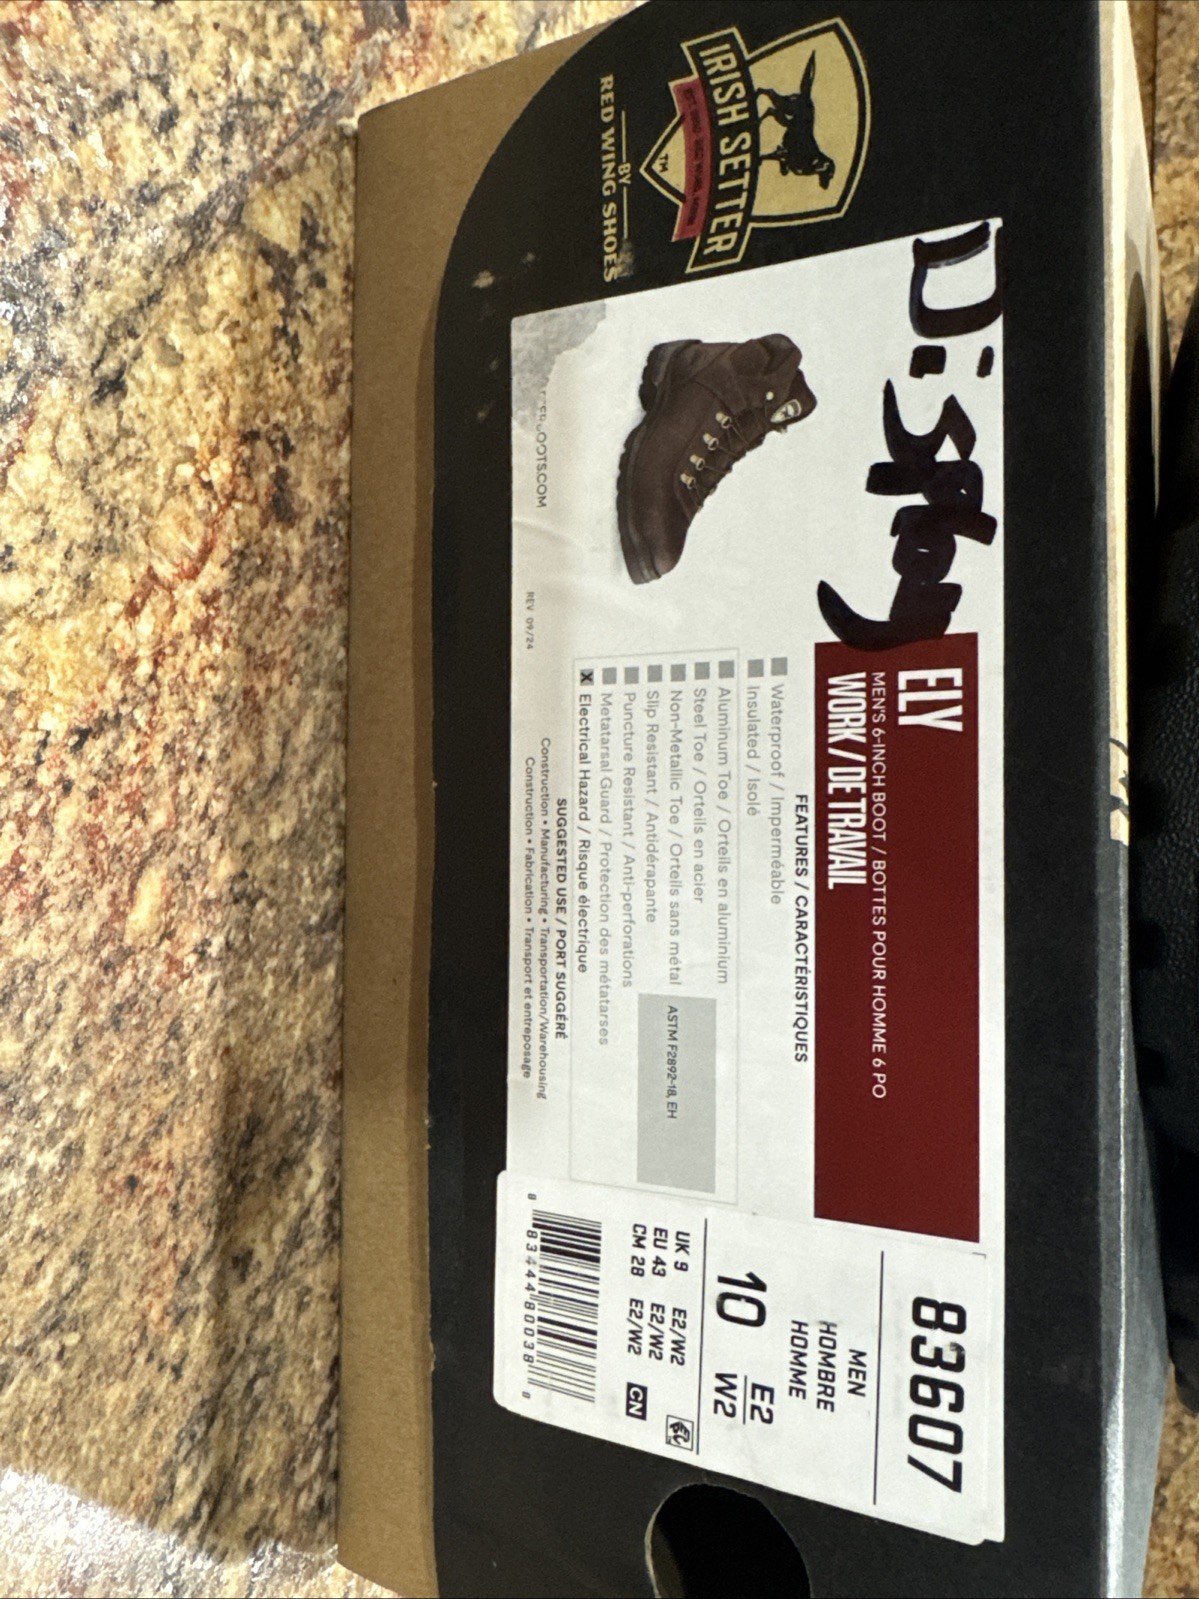 IRISH SETTER
TM
BY
RED WING SHOES
Display
ELY
MEN'S 6-INCH BOOT / BOTTES POUR HOMME 6 PO
WORK / DE TRAVAIL
FEATURES / CARACTÉRISTIQUES
Waterproof / Imperméable
Insulated / Isolé
Aluminum Toe / Orteils en aluminium
Steel Toe / Orteils en acier
Non-Metallic Toe / Orteils sans métal
Slip Resistant / Antidérapante
Puncture Resistant / Anti-perforations
Metatarsal Guard / Protection des métatarses
X Electrical Hazard / Risque électrique
ASTM F2892-18, EH
SUGGESTED USE / PORT SUGGÉRÉ
Construction • Manufacturing • Transportation/Warehousing
Construction • Fabrication • Transport et entreposage
REV 09/24
83607
MEN
HOMBRE
HOMME
10 E2
W2
UK 9 E2/W2
EU 43 E2/W2
CM 28 E2/W2 CN
8 83444 80038 8